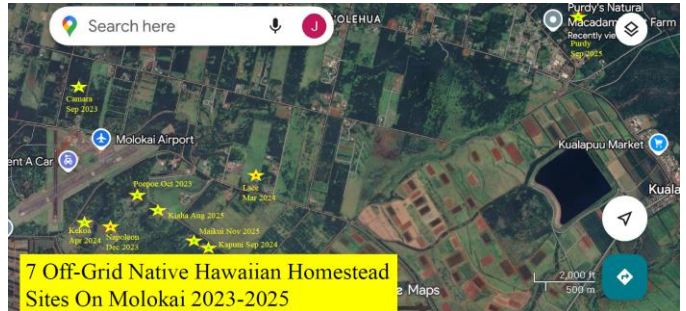 Search here
J
OLEHUA
Purdy's Natural
Macadam
Farm
Recently vie
Purdy
Sep 2025
Camara
Sep 2023
Molokai Airport
ent A Car
Kualapuu Market
Kuala
Poepoe Oct 2023
Lace
Mar 2024
Kiaha Aug 2025
Kekoa
Apr 2024
Napoleon
Dec 2023
Maikui Nov 2025
Kapuni Sep 2024
7 Off-Grid Native Hawaiian Homestead
Sites On Molokai 2023-2025
e Maps
2,000 ft
500 m